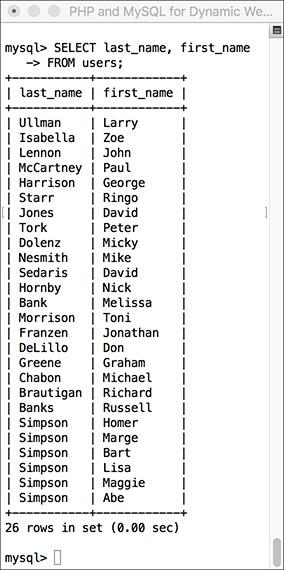 PHP and MySQL for Dynamic We...
mysql> SELECT last_name, first_name
    -> FROM users;
+-----------+------------+
| last_name | first_name |
+-----------+------------+
| Ullman    | Larry      |
| Isabella  | Zoe        |
| Lennon    | John       |
| McCartney | Paul       |
| Harrison  | George     |
| Starr     | Ringo      |
| Jones     | David      |
| Tork      | Peter      |
| Dolenz    | Micky      |
| Nesmith   | Mike       |
| Sedaris   | David      |
| Hornby    | Nick       |
| Bank      | Melissa    |
| Morrison  | Toni       |
| Franzen   | Jonathan   |
| DeLillo   | Don        |
| Greene    | Graham     |
| Chabon    | Michael    |
| Brautigan | Richard    |
| Banks     | Russell    |
| Simpson   | Homer      |
| Simpson   | Marge      |
| Simpson   | Bart       |
| Simpson   | Lisa       |
| Simpson   | Maggie     |
| Simpson   | Abe        |
+-----------+------------+
26 rows in set (0.00 sec)
mysql>